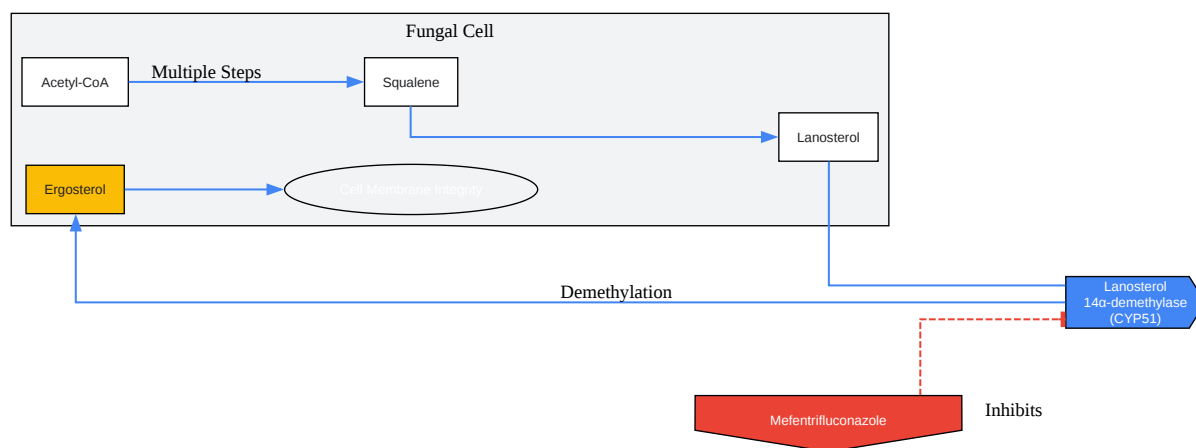 Fungal Cell
Acetyl-CoA
Multiple Steps
Squalene
Lanosterol
Ergosterol
Cell Membrane Integrity
Lanosterol
14α-demethylase
(CYP51)
Demethylation
Mefentrifluconazole
Inhibits